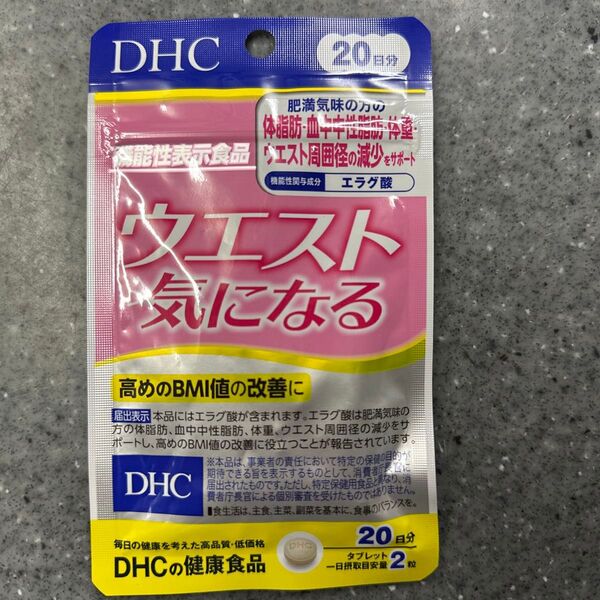 DHC
20日分
肥満気味の方の
体脂肪・血中中性脂肪・体重・
ウエスト周囲径の減少をサポート
機能性関与成分 エラグ酸
機能性表示食品
ウエスト
気になる
高めのBMI値の改善に
届出表示 本品にはエラグ酸が含まれます。エラグ酸は肥満気味の
方の体脂肪、血中中性脂肪、体重、ウエスト周囲径の減少をサ
ポートし、高めのBMI値の改善に役立つことが報告されています。
※本品は、事業者の責任において特定の保健の目的が
期待できる旨を表示するものとして、消費者庁長官に
届出されたものです。ただし、特定保健用食品と異なり、消
費者庁長官による個別審査を受けたものではありません。
■食生活は、主食、主菜、副菜を基本に、食事のバランスを。
DHC
毎日の健康を考えた高品質・低価格
DHCの健康食品
DHC
20日分
タブレット
一日摂取目安量2粒